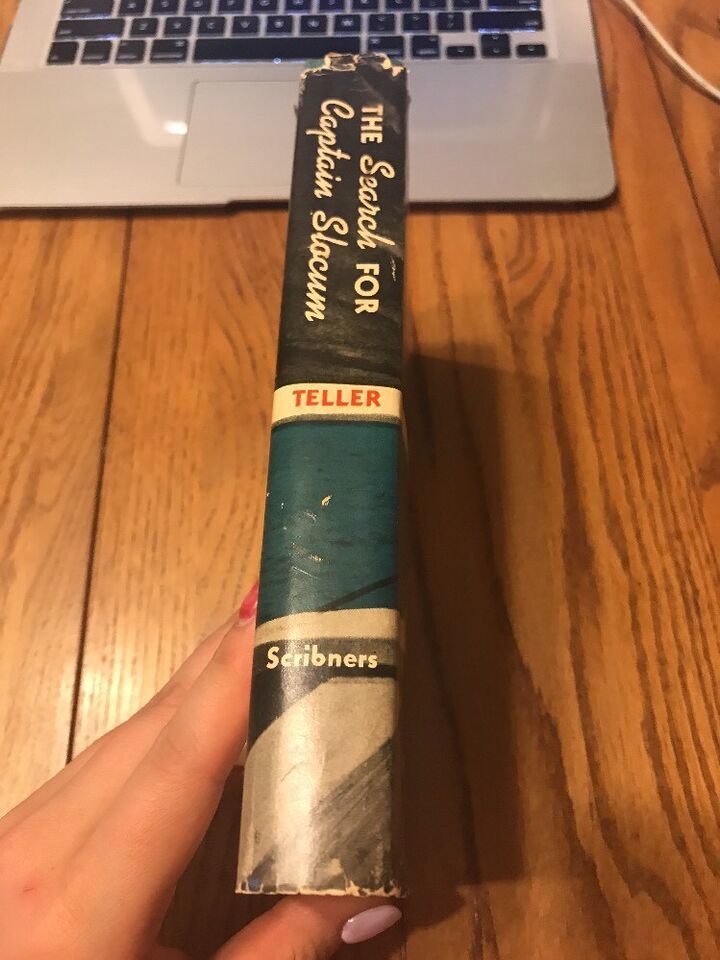 THE Search FOR
Captain Slocum
TELLER
Scribners